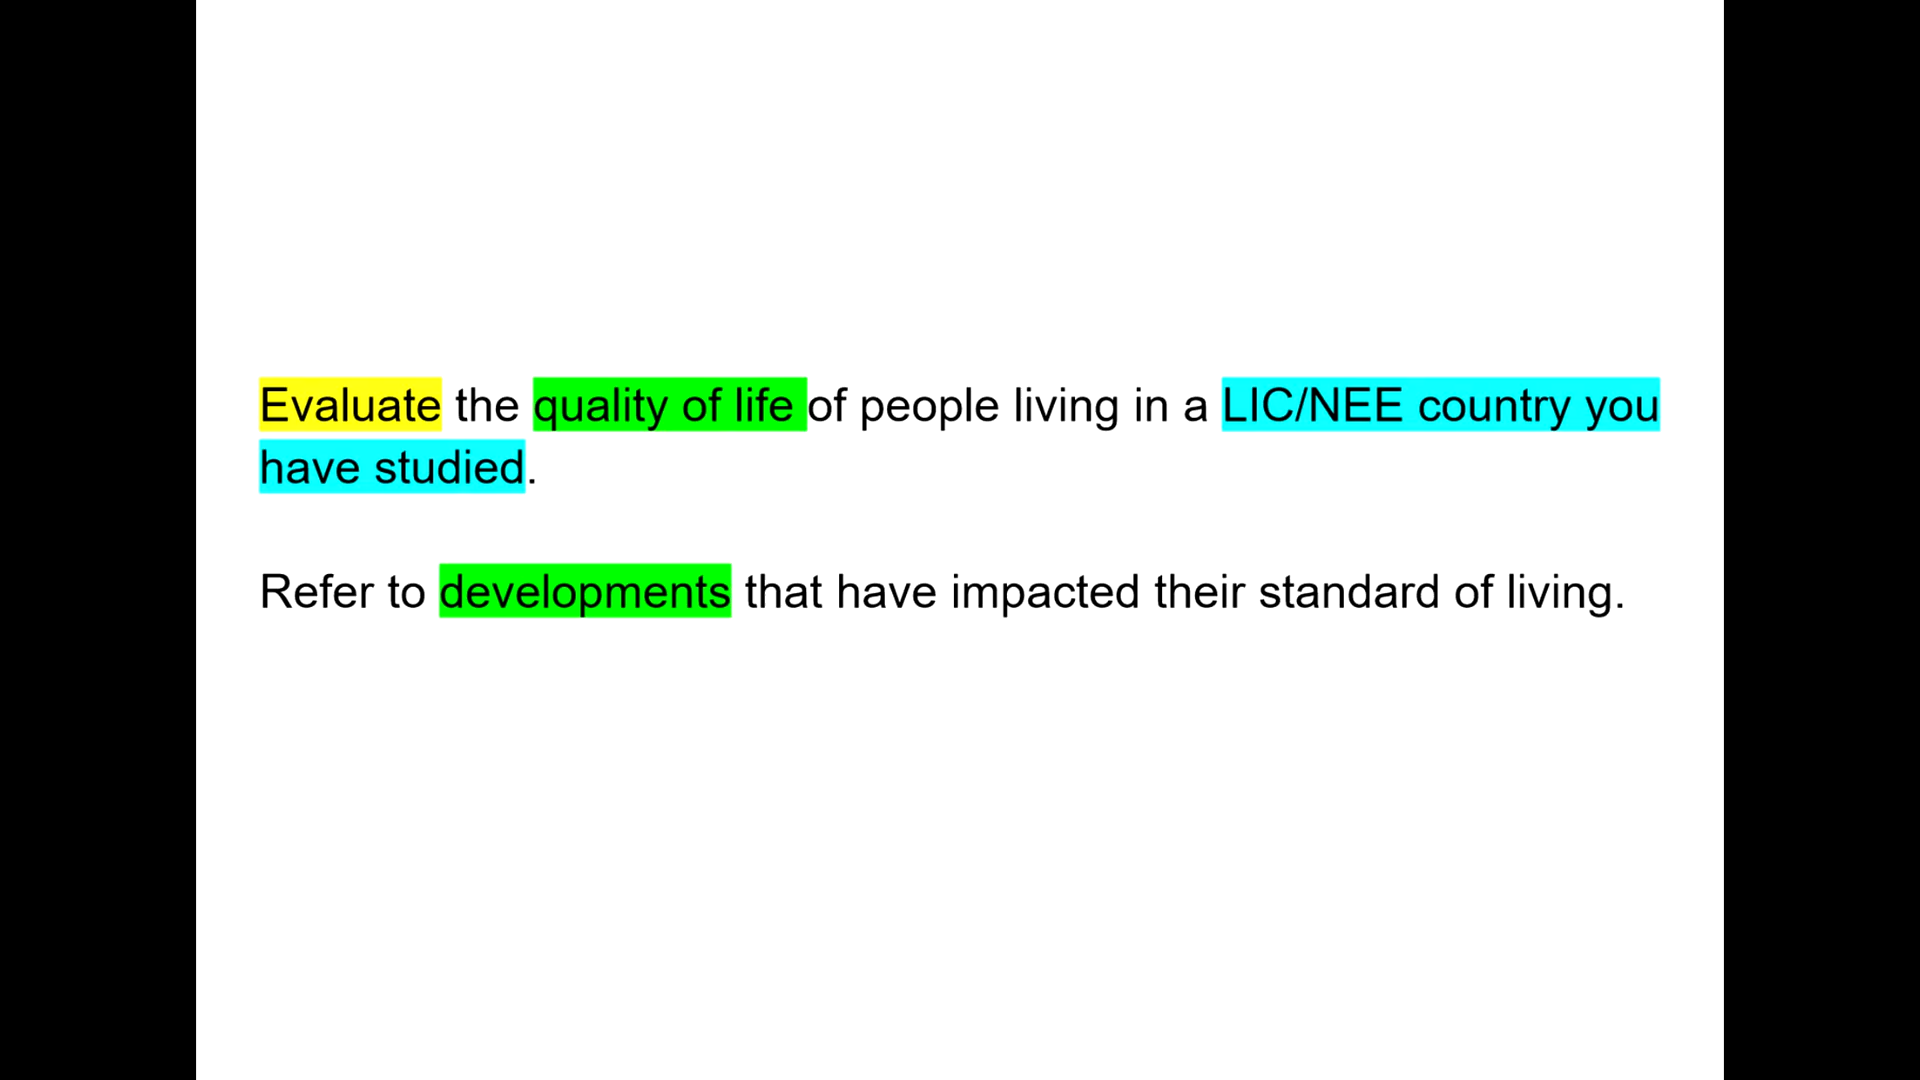 Evaluate the quality of life of people living in a LIC/NEE country you
have studied.
Refer to developments that have impacted their standard of living.